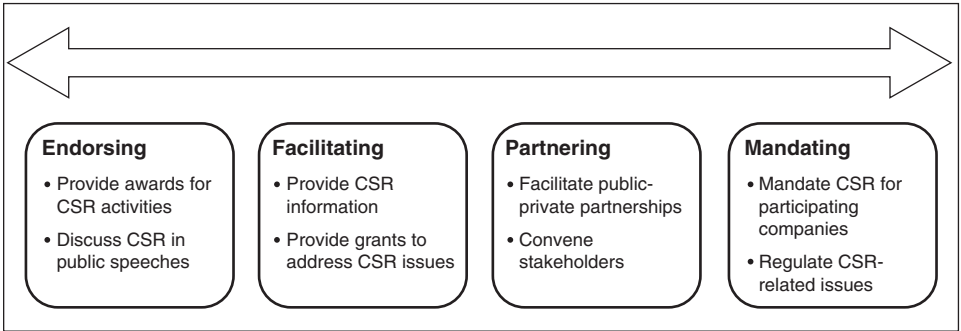 Endorsing
• Provide awards for
CSR activities
• Discuss CSR in
public speeches
Facilitating
• Provide CSR
information
• Provide grants to
address CSR issues
Partnering
• Facilitate public-
private partnerships
• Convene
stakeholders
Mandating
• Mandate CSR for
participating
companies
• Regulate CSR-
related issues